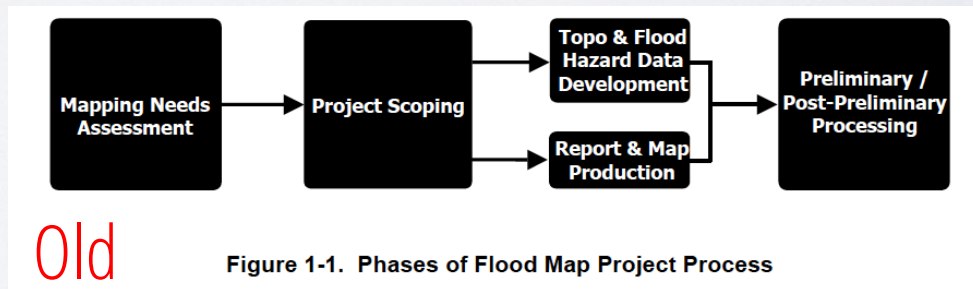 Mapping Needs
Assessment
Project Scoping
Topo & Flood
Hazard Data
Development
Report & Map
Production
Preliminary /
Post-Preliminary
Processing
Old
Figure 1-1. Phases of Flood Map Project Process